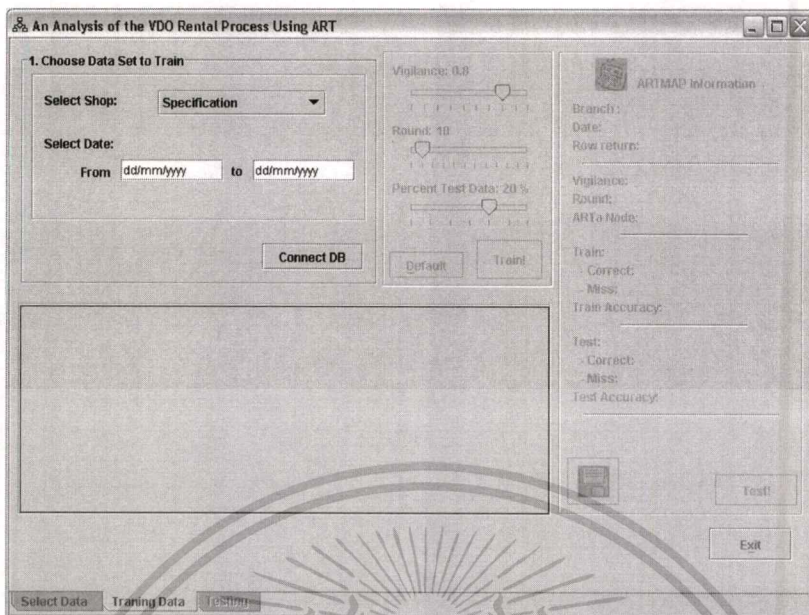 An Analysis of the VDO Rental Process Using ART
1. Choose Data Set to Train
Select Shop:
Specification
Select Date:
From dd/mm/yyyy to dd/mm/yyyy
Connect DB
Vigilance: 0.8
Round: 10
Percent Test Data: 20 %
Default
Train!
ARTMAP Information
Branch:
Date:
Row return:
Vigilance:
Round:
ARTa Node:
Train:
- Correct:
- Miss:
Train Accuracy:
Test:
- Correct:
- Miss:
Test Accuracy:
Test!
Exit
Select Data
Traning Data
Testing